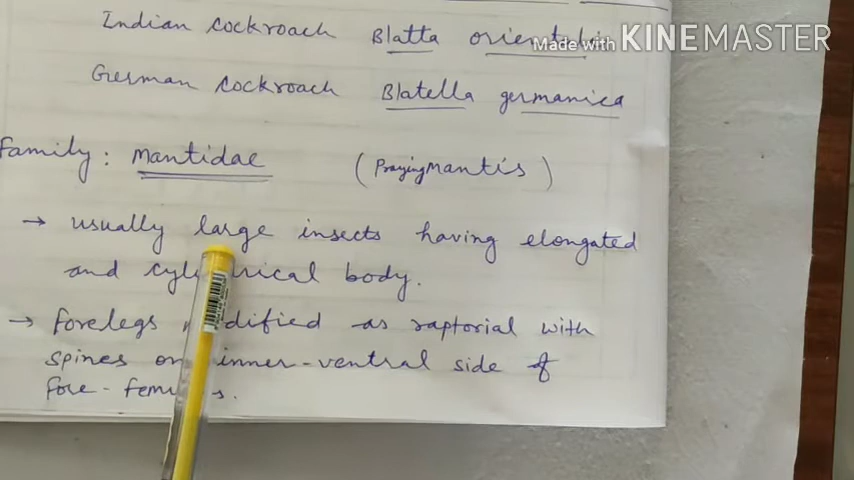 Indian cockroach Blatta orientalis
Made with KINEMASTER
German cockroach Blatella germanica
Family: Mantidae (Praying mantis)
→ usually large insects having elongated
and body.
→ forelegs as raptorial with
spines on inner-ventral side of
fore-